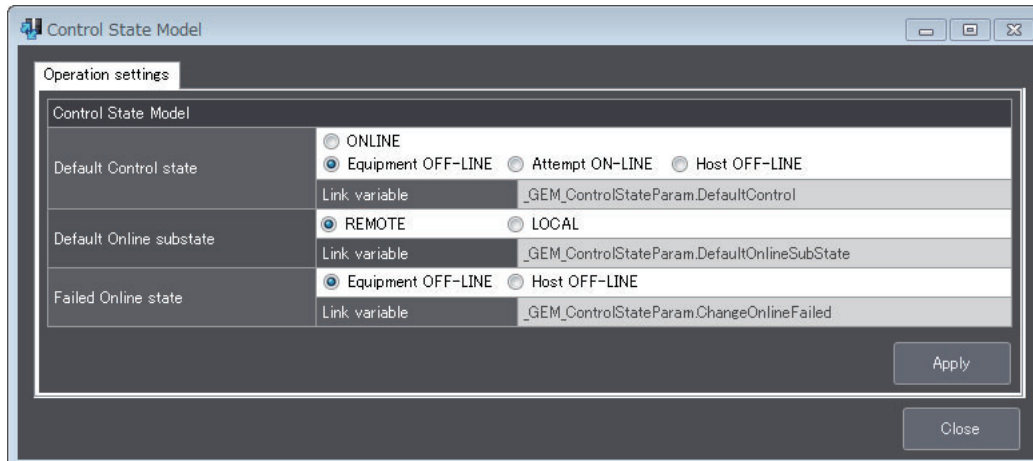 Control State Model
Operation settings
Control State Model
Default Control state
ONLINE
Equipment OFF-LINE Attempt ON-LINE Host OFF-LINE
Link variable _GEM_ControlStateParam.DefaultControl
Default Online substate
REMOTE LOCAL
Link variable _GEM_ControlStateParam.DefaultOnlineSubState
Failed Online state
Equipment OFF-LINE Host OFF-LINE
Link variable _GEM_ControlStateParam.ChangeOnlineFailed
Apply
Close